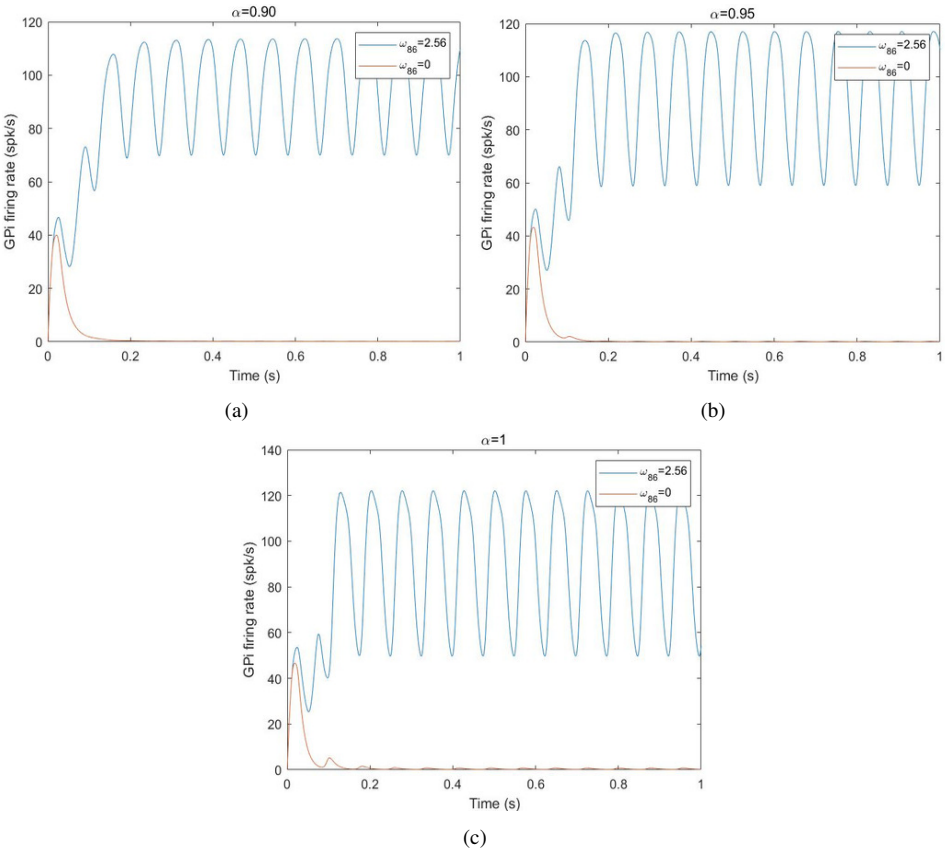 α=0.90
120
100
80
60
40
20
0
GPi firing rate (spk/s)
ω86=2.56
ω86=0
0 0.2 0.4 0.6 0.8 1
Time (s)
(a)
α=0.95
120
100
80
60
40
20
0
GPi firing rate (spk/s)
ω86=2.56
ω86=0
0 0.2 0.4 0.6 0.8 1
Time (s)
(b)
α=1
140
120
100
80
60
40
20
0
GPi firing rate (spk/s)
ω86=2.56
ω86=0
0 0.2 0.4 0.6 0.8 1
Time (s)
(c)